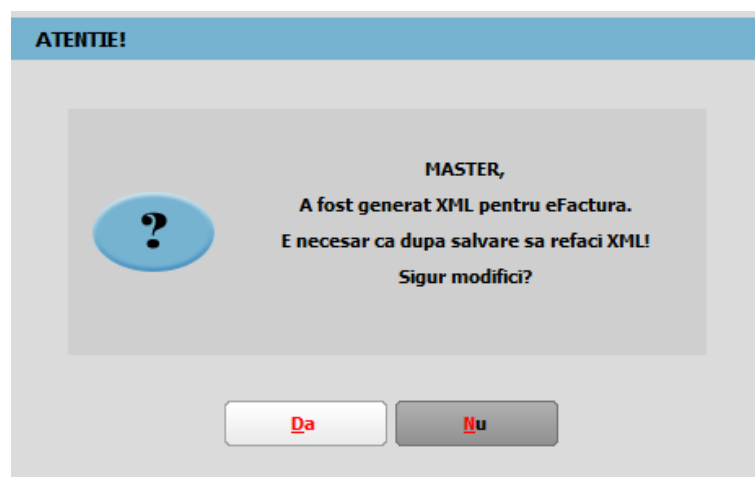 ATENTIE!
MASTER,
A fost generat XML pentru eFactura.
E necesar ca dupa salvare sa refaci XML!
Sigur modifici?
?
Da
Nu